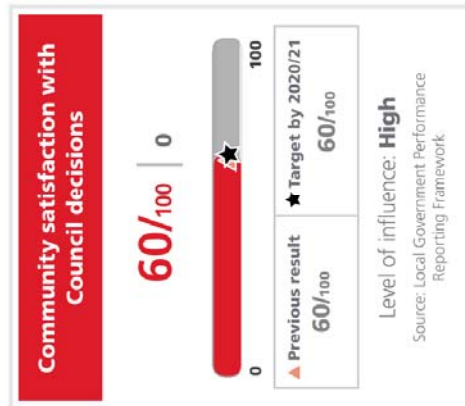 Community satisfaction with
Council decisions
60/100 | 0
0 100
▲ Previous result
60/100
★ Target by 2020/21
60/100
Level of influence: High
Source: Local Government Performance
Reporting Framework